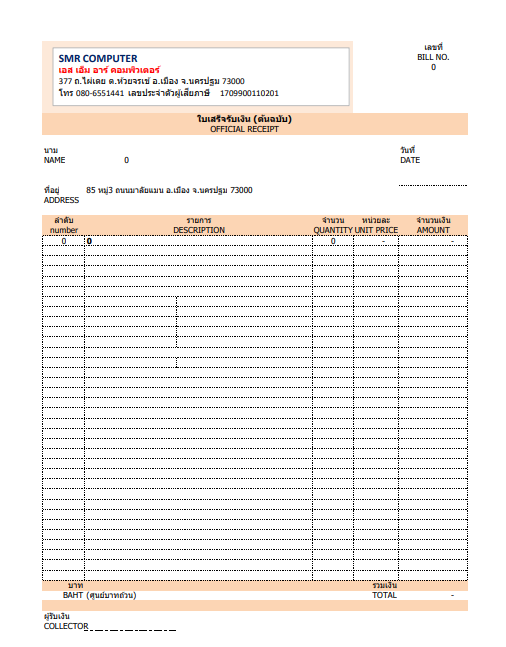 เลขที่
SMR COMPUTER
BILL NO.
เอส เอ็ม อาร์ คอมพิวเตอร์
0
377 ถ.ไผ่เตย ต.ห้วยจรเข้ อ.เมือง จ.นครปฐม 73000
โทร 080-6551441 เลขประจำตัวผู้เสียภาษี 1709900110201
ใบเสร็จรับเงิน (ต้นฉบับ)
OFFICIAL RECEIPT
นาม วันที่
NAME 0 DATE
ที่อยู่ 85 หมู่3 ถนนมาลัยแมน อ.เมือง จ.นครปฐม 73000
ADDRESS
ลำดับ รายการ จำนวน หน่วยละ จำนวนเงิน
number DESCRIPTION QUANTITY UNIT PRICE AMOUNT
0 0 0 - -
บาท รวมเงิน
BAHT (ศูนย์บาทถ้วน) TOTAL -
ผู้รับเงิน
COLLECTOR